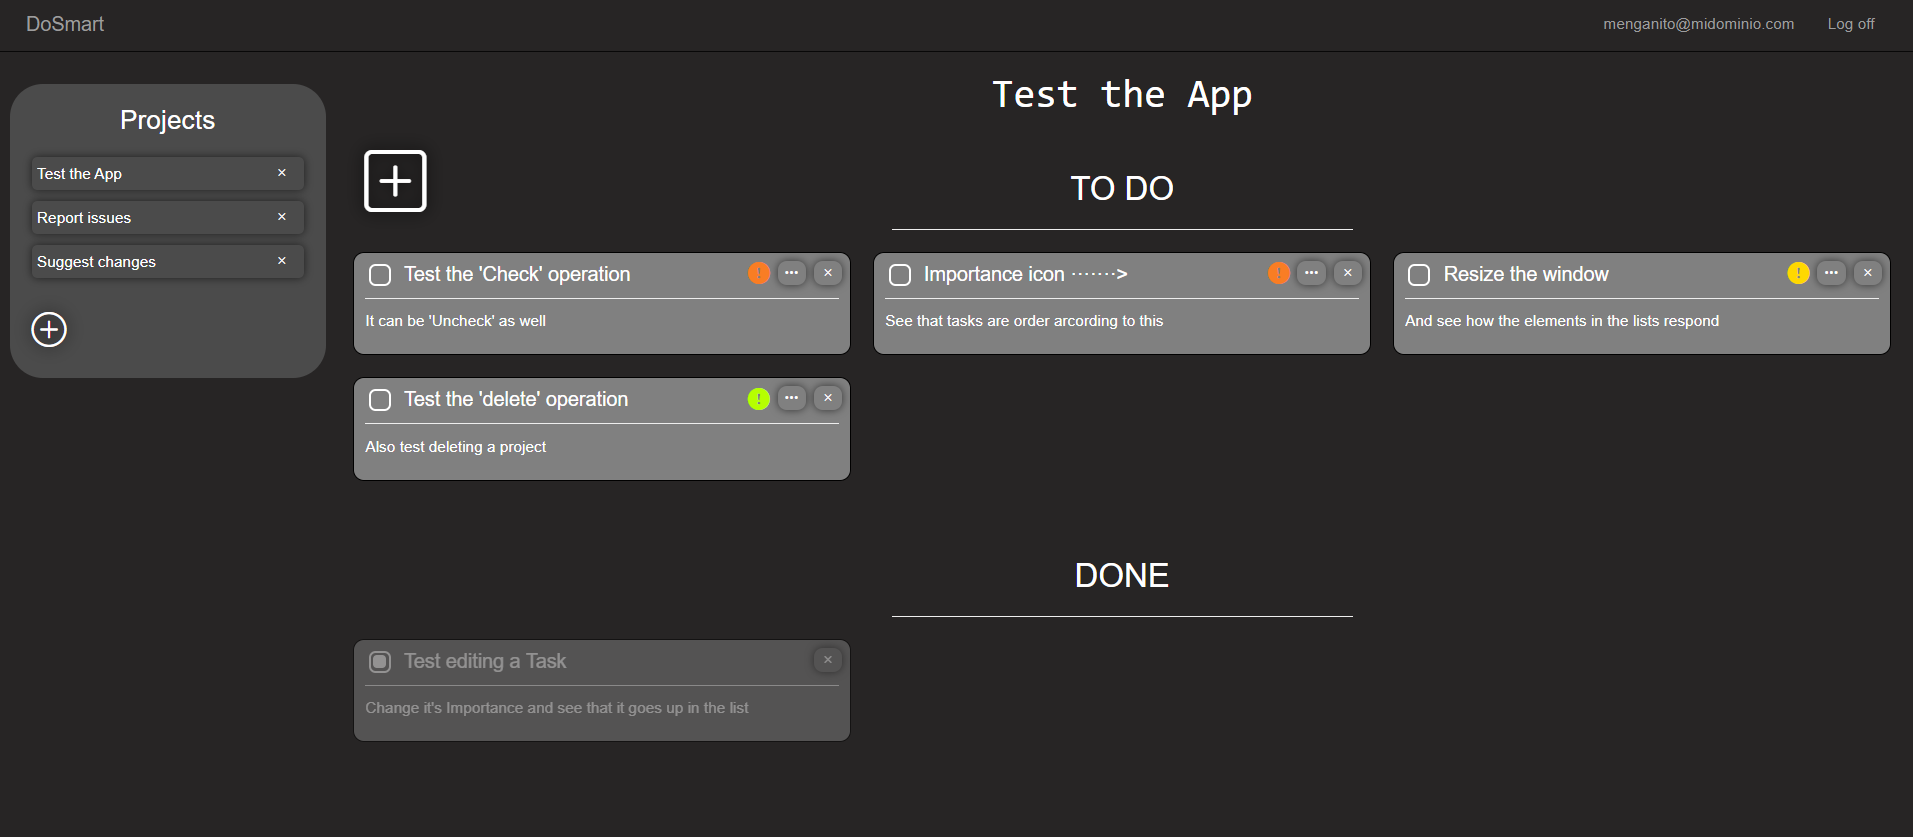 DoSmart
menganito@midominio.com
Log off
Projects
Test the App ×
Report issues ×
Suggest changes ×
Test the App
TO DO
Test the 'Check' operation ! ••• ×
It can be 'Uncheck' as well
Importance icon ·······> ! ••• ×
See that tasks are order arcording to this
Resize the window ! ••• ×
And see how the elements in the lists respond
Test the 'delete' operation ! ••• ×
Also test deleting a project
DONE
Test editing a Task ×
Change it's Importance and see that it goes up in the list